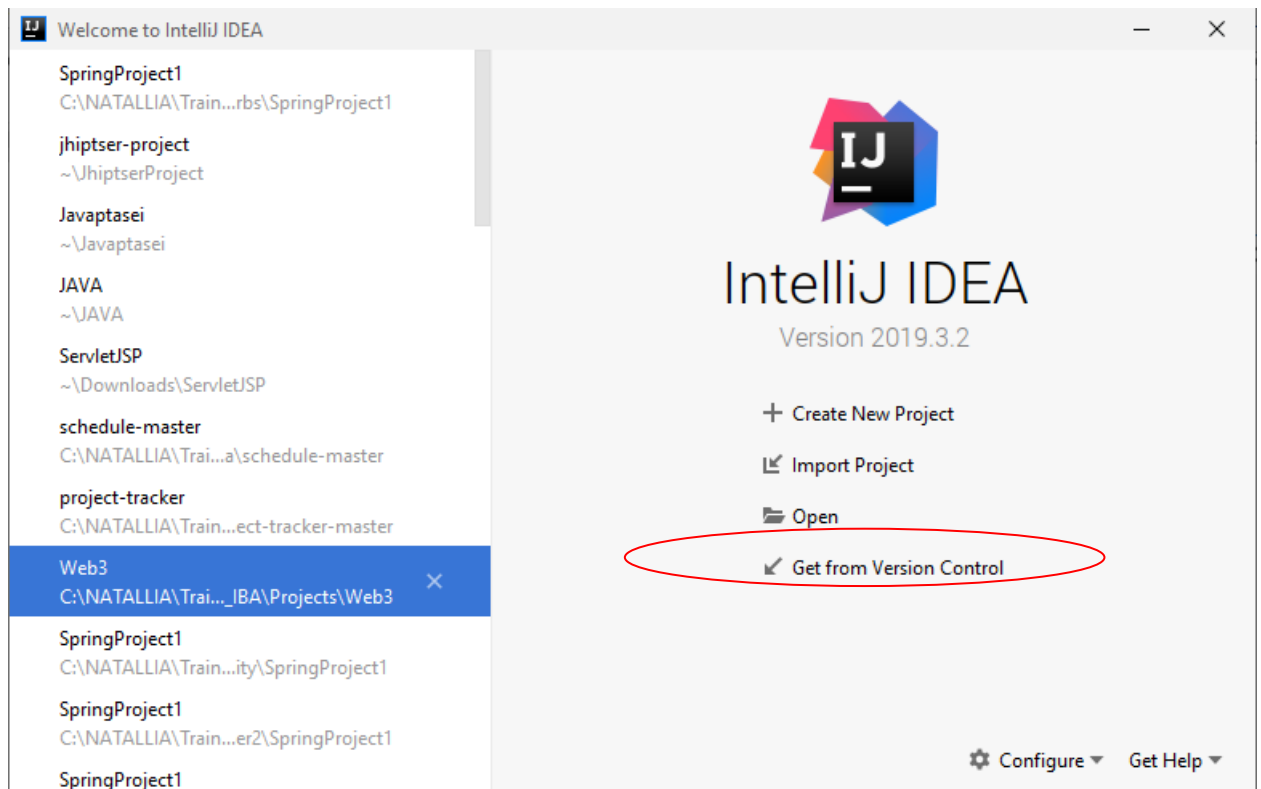 Welcome to IntelliJ IDEA
SpringProject1
C:\NATALLIA\Train...rbs\SpringProject1
jhiptser-project
~\JhiptserProject
Javaptasei
~\Javaptasei
JAVA
~\JAVA
ServletJSP
~\Downloads\ServletJSP
schedule-master
C:\NATALLIA\Trai...a\schedule-master
project-tracker
C:\NATALLIA\Train...ect-tracker-master
Web3
C:\NATALLIA\Trai..._IBA\Projects\Web3
SpringProject1
C:\NATALLIA\Train...ity\SpringProject1
SpringProject1
C:\NATALLIA\Train...er2\SpringProject1
SpringProject1
IJ
IntelliJ IDEA
Version 2019.3.2
Create New Project
Import Project
Open
Get from Version Control
Configure
Get Help